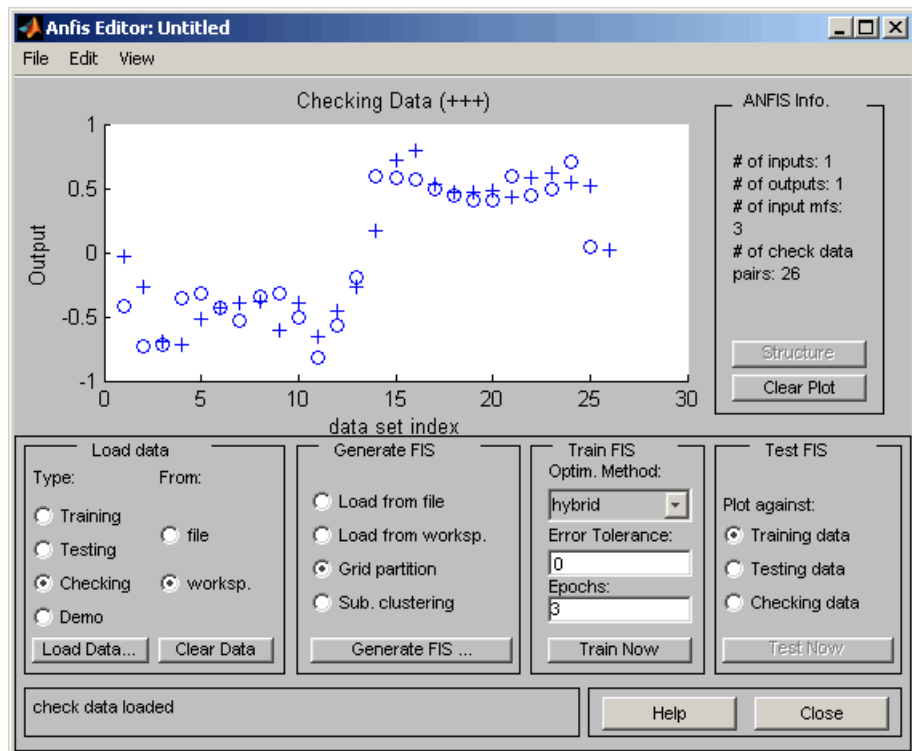 Anfis Editor: Untitled
File Edit View
Checking Data (+++)
1
0.5
0
-0.5
-1
Output
0 5 10 15 20 25 30
data set index
ANFIS Info.
# of inputs: 1
# of outputs: 1
# of input mfs:
3
# of check data
pairs: 26
Structure
Clear Plot
Load data
Type: From:
Training
file
Testing
Checking
worksp.
Demo
Load Data... Clear Data
Generate FIS
Load from file
Load from worksp.
Grid partition
Sub. clustering
Generate FIS ...
Train FIS
Optim. Method:
hybrid
Error Tolerance:
0
Epochs:
3
Train Now
Test FIS
Plot against:
Training data
Testing data
Checking data
Test Now
check data loaded
Help Close